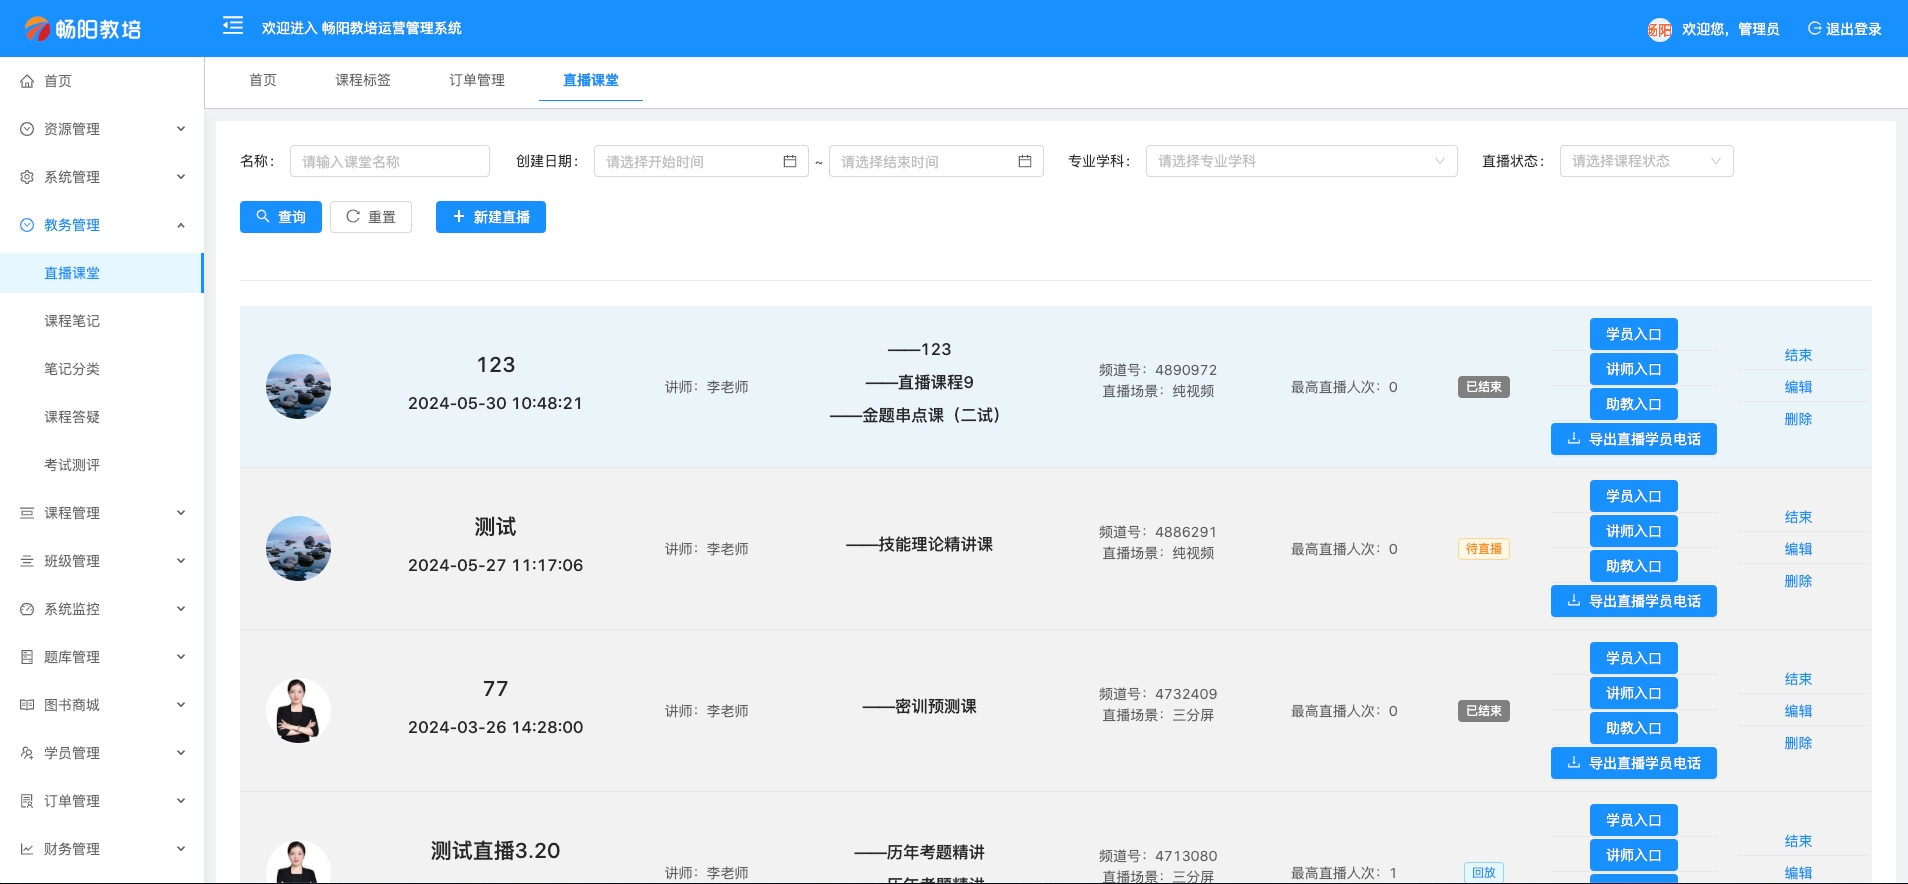 畅阳教培
欢迎进入 畅阳教培运营管理系统
畅阳 欢迎您，管理员 退出登录
首页
资源管理
系统管理
教务管理
直播课堂
课程笔记
笔记分类
课程答疑
考试测评
课程管理
班级管理
系统监控
题库管理
图书商城
学员管理
订单管理
财务管理
首页 课程标签 订单管理 直播课堂
名称： 请输入课堂名称 创建日期： 请选择开始时间 ~ 请选择结束时间 专业学科： 请选择专业学科 直播状态： 请选择课程状态
查询 重置 新建直播
123
2024-05-30 10:48:21
讲师：李老师
——123
——直播课程9
——金题串点课（二试）
频道号：4890972
直播场景：纯视频
最高直播人次：0
已结束
学员入口
讲师入口
助教入口
导出直播学员电话
结束
编辑
删除
测试
2024-05-27 11:17:06
讲师：李老师
——技能理论精讲课
频道号：4886291
直播场景：纯视频
最高直播人次：0
待直播
学员入口
讲师入口
助教入口
导出直播学员电话
结束
编辑
删除
77
2024-03-26 14:28:00
讲师：李老师
——密训预测课
频道号：4732409
直播场景：三分屏
最高直播人次：0
已结束
学员入口
讲师入口
助教入口
导出直播学员电话
结束
编辑
删除
测试直播3.20
讲师：李老师
——历年考题精讲
——历年考题精讲
频道号：4713080
直播场景：三分屏
最高直播人次：1
回放
学员入口
讲师入口
结束
编辑